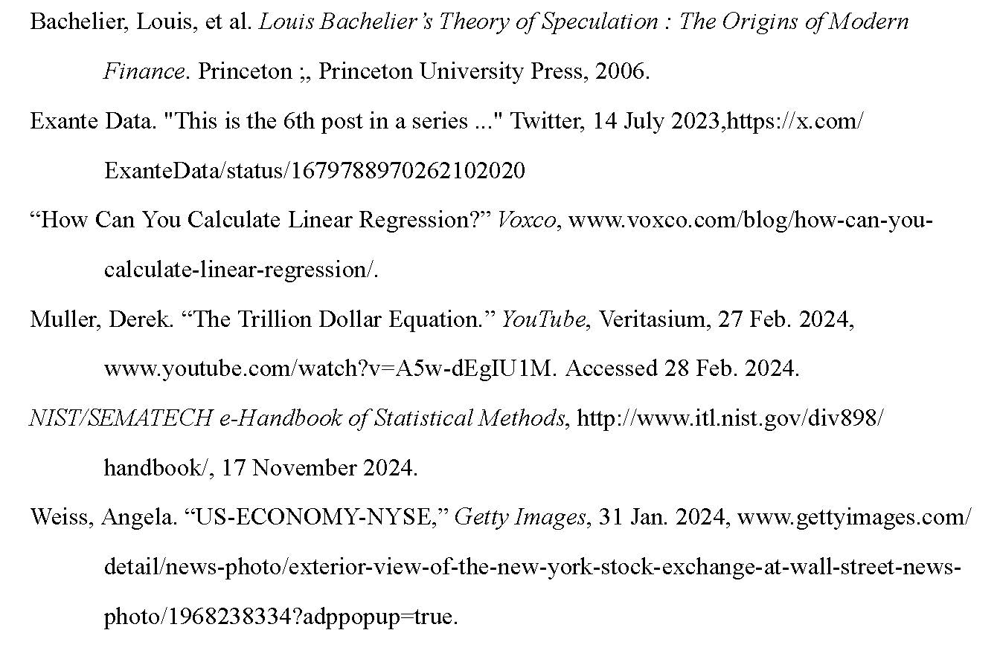 Bachelier, Louis, et al. Louis Bachelier’s Theory of Speculation : The Origins of Modern
Finance. Princeton ;, Princeton University Press, 2006.
Exante Data. "This is the 6th post in a series ..." Twitter, 14 July 2023,https://x.com/
ExanteData/status/1679788970262102020
“How Can You Calculate Linear Regression?” Voxco, www.voxco.com/blog/how-can-you-
calculate-linear-regression/.
Muller, Derek. “The Trillion Dollar Equation.” YouTube, Veritasium, 27 Feb. 2024,
www.youtube.com/watch?v=A5w-dEgIU1M. Accessed 28 Feb. 2024.
NIST/SEMATECH e-Handbook of Statistical Methods, http://www.itl.nist.gov/div898/
handbook/, 17 November 2024.
Weiss, Angela. “US-ECONOMY-NYSE,” Getty Images, 31 Jan. 2024, www.gettyimages.com/
detail/news-photo/exterior-view-of-the-new-york-stock-exchange-at-wall-street-news-
photo/1968238334?adppopup=true.